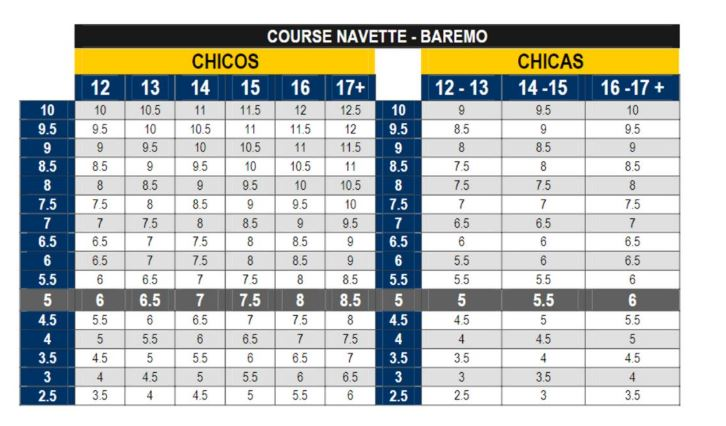 COURSE NAVETTE - BAREMO
CHICOS CHICAS
12 13 14 15 16 17+ 12 - 13 14 -15 16 -17 +
10 10 10.5 11 11.5 12 12.5 10 9 9.5 10
9.5 9.5 10 10.5 11 11.5 12 9.5 8.5 9 9.5
9 9 9.5 10 10.5 11 11.5 9 8 8.5 9
8.5 8.5 9 9.5 10 10.5 11 8.5 7.5 8 8.5
8 8 8.5 9 9.5 10 10.5 8 7.5 7.5 8
7.5 7.5 8 8.5 9 9.5 10 7.5 7 7 7.5
7 7 7.5 8 8.5 9 9.5 7 6.5 6.5 7
6.5 6.5 7 7.5 8 8.5 9 6.5 6 6 6.5
6 6.5 7 7.5 8 8.5 9 6 5.5 6 6.5
5.5 6 6.5 7 7.5 8 8.5 5.5 5.5 5.5 6
5 6 6.5 7 7.5 8 8.5 5 5 5.5 6
4.5 5.5 6 6.5 7 7.5 8 4.5 4.5 5 5.5
4 5 5.5 6 6.5 7 7.5 4 4 4.5 5
3.5 4.5 5 5.5 6 6.5 7 3.5 3.5 4 4.5
3 4 4.5 5 5.5 6 6.5 3 3 3.5 4
2.5 3.5 4 4.5 5 5.5 6 2.5 2.5 3 3.5